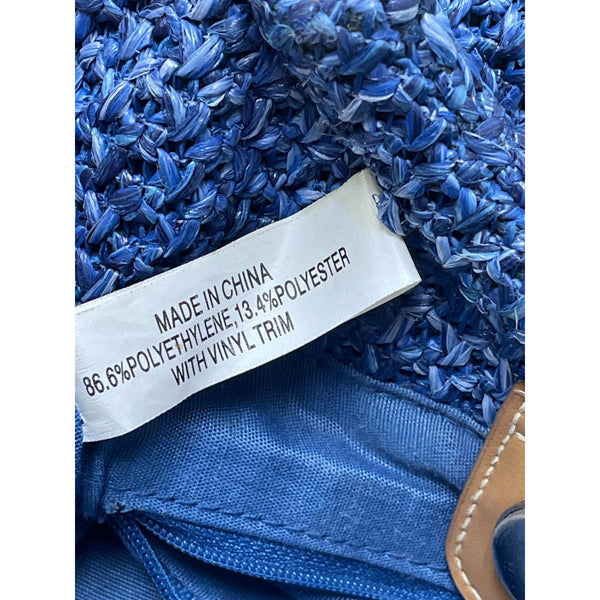 MADE IN CHINA
86.6%POLYETHYLENE,13.4%POLYESTER
WITH VINYL TRIM